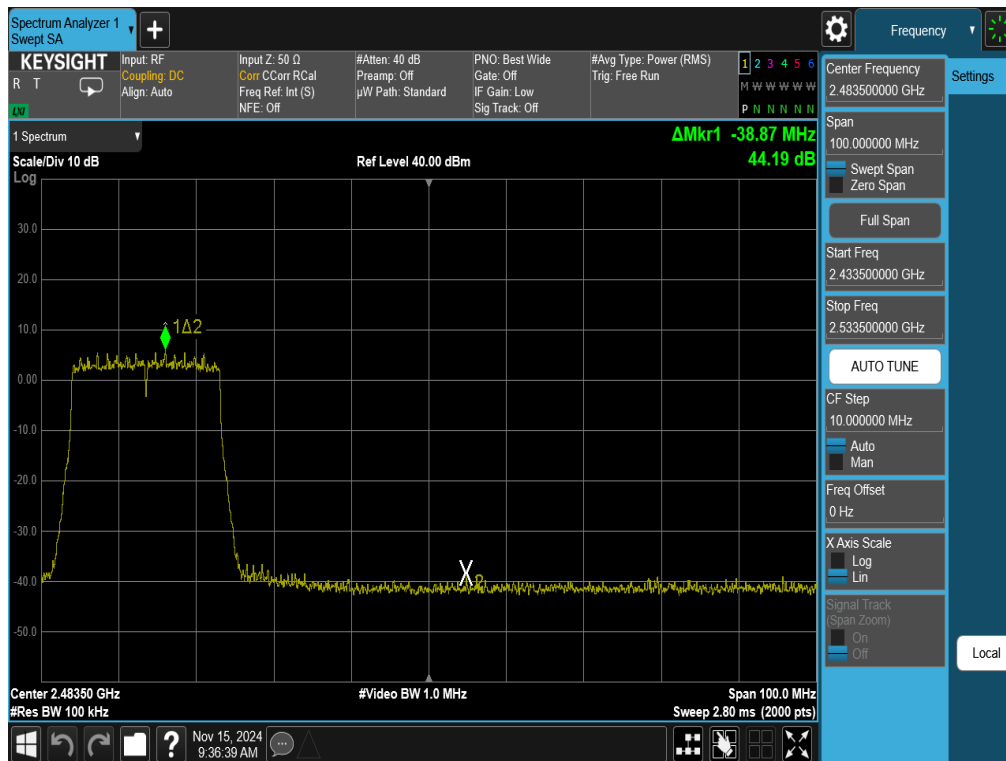 Spectrum Analyzer 1
Swept SA
+
Frequency
KEYSIGHT
R T
LXI
Input: RF
Coupling: DC
Align: Auto
Input Z: 50 Ω
Corr CCorr RCal
Freq Ref: Int (S)
NFE: Off
#Atten: 40 dB
Preamp: Off
µW Path: Standard
PNO: Best Wide
Gate: Off
IF Gain: Low
Sig Track: Off
#Avg Type: Power (RMS)
Trig: Free Run
1 2 3 4 5 6
M W W W W W
P N N N N N
1 Spectrum
ΔMkr1 -38.87 MHz
44.19 dB
Scale/Div 10 dB
Ref Level 40.00 dBm
Log
30.0
20.0
10.0
0.00
-10.0
-20.0
-30.0
-40.0
-50.0
1Δ2
X2
Center 2.48350 GHz
#Video BW 1.0 MHz
Span 100.0 MHz
#Res BW 100 kHz
Sweep 2.80 ms (2000 pts)
Center Frequency
2.483500000 GHz
Settings
Span
100.000000 MHz
Swept Span
Zero Span
Full Span
Start Freq
2.433500000 GHz
Stop Freq
2.533500000 GHz
AUTO TUNE
CF Step
10.000000 MHz
Auto
Man
Freq Offset
0 Hz
X Axis Scale
Log
Lin
Signal Track
(Span Zoom)
On
Off
Local
?
Nov 15, 2024
9:36:39 AM